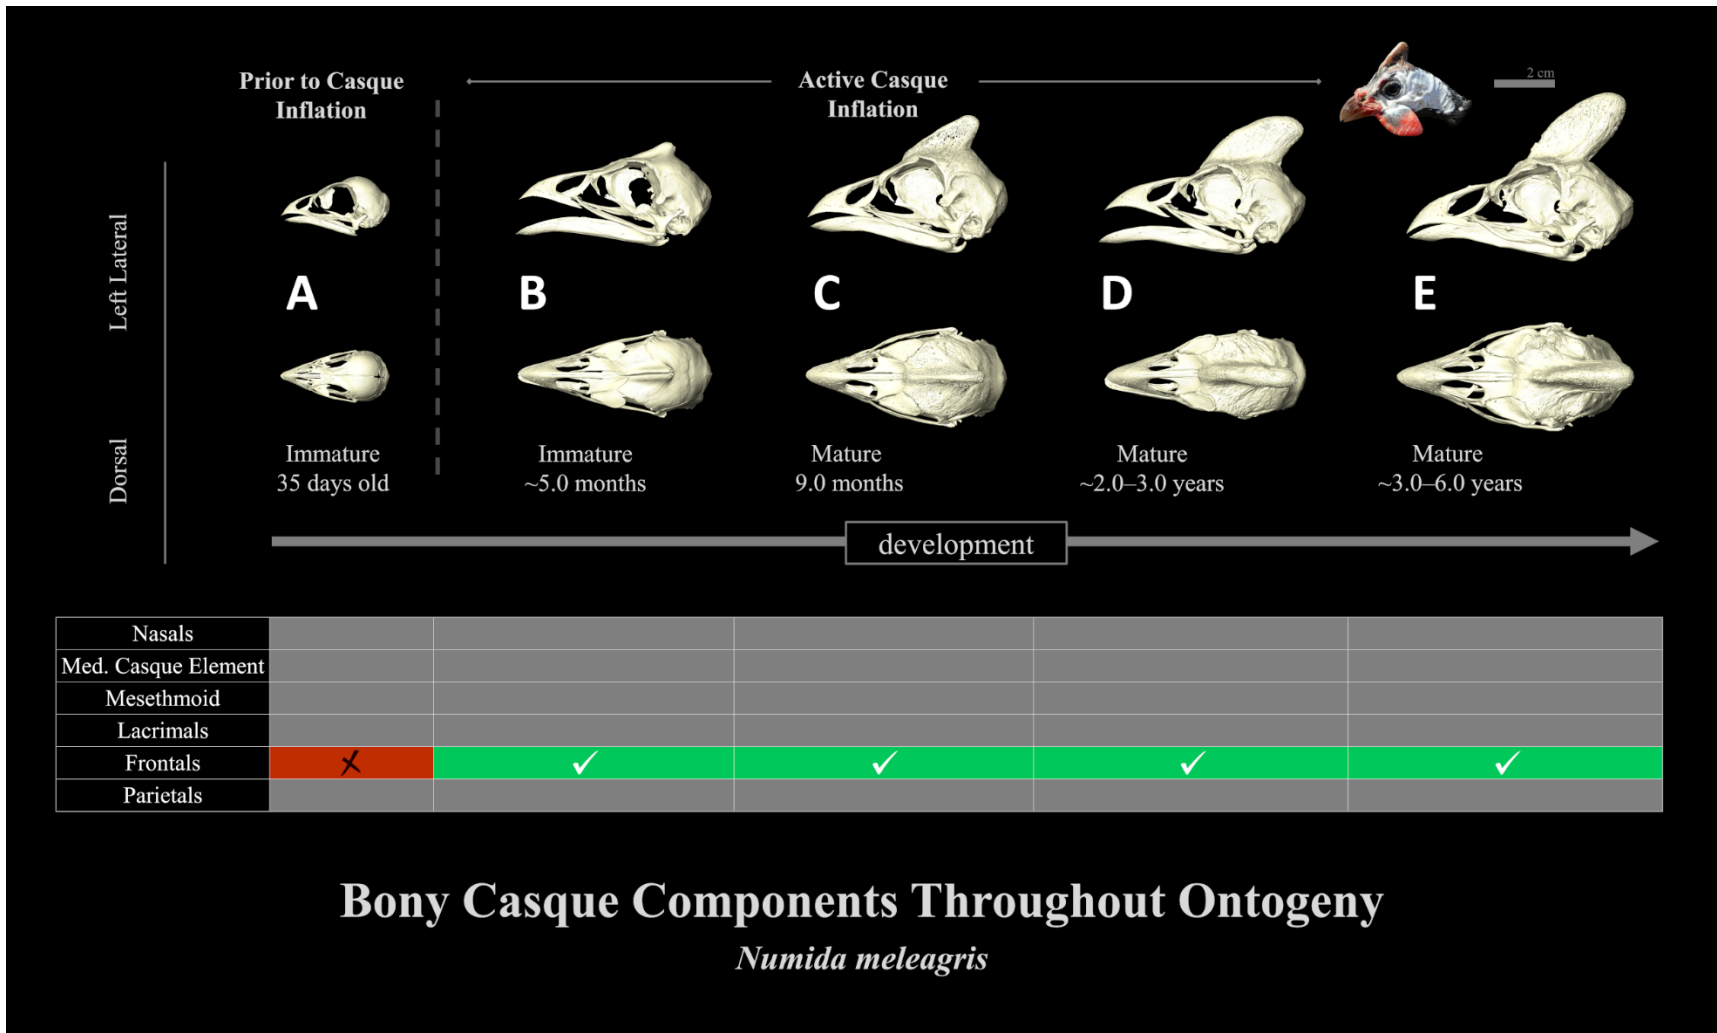 Prior to Casque
Inflation
Active Casque
Inflation
2 cm
Left Lateral
A
B
C
D
E
Dorsal
Immature
35 days old
Immature
~5.0 months
Mature
9.0 months
Mature
~2.0–3.0 years
Mature
~3.0–6.0 years
development
Nasals
Med. Casque Element
Mesethmoid
Lacrimals
Frontals
Parietals
Bony Casque Components Throughout Ontogeny
Numida meleagris